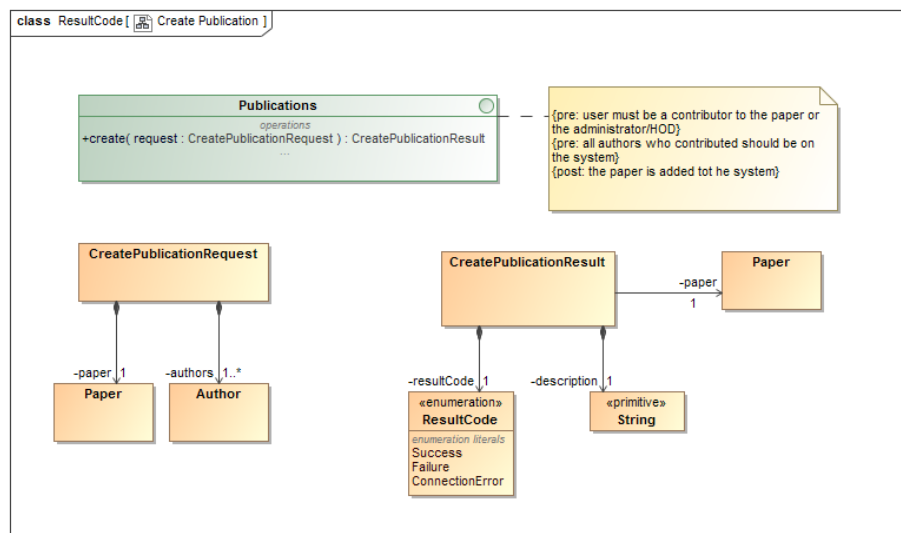 class ResultCode [ Create Publication ]
Publications
operations
+create( request : CreatePublicationRequest ) : CreatePublicationResult
...
{pre: user must be a contributor to the paper or
the administrator/HOD}
{pre: all authors who contributed should be on
the system}
{post: the paper is added tot he system}
CreatePublicationRequest
-paper 1
Paper
-authors 1..*
Author
CreatePublicationResult
-paper
1
Paper
-resultCode 1
«enumeration»
ResultCode
enumeration literals
Success
Failure
ConnectionError
-description 1
«primitive»
String